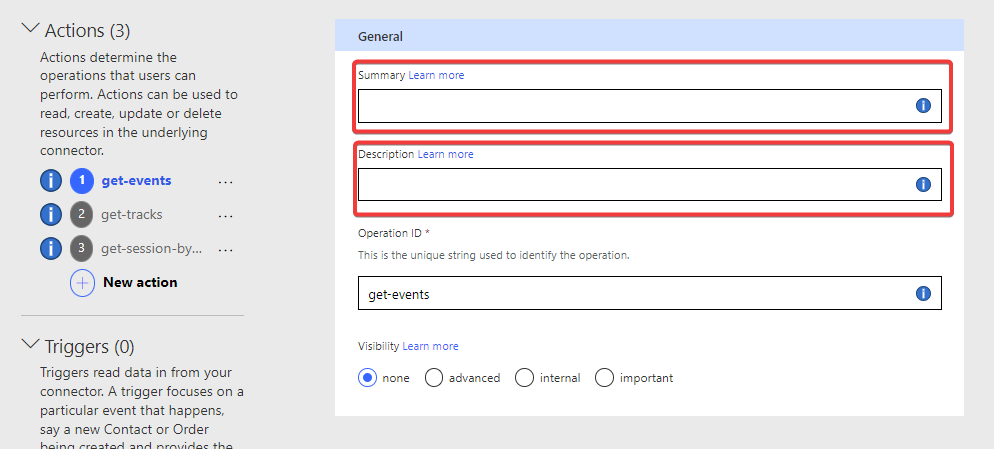 Actions (3)
Actions determine the
operations that users can
perform. Actions can be used to
read, create, update or delete
resources in the underlying
connector.
1 get-events ...
2 get-tracks ...
3 get-session-by... ...
New action
Triggers (0)
Triggers read data in from your
connector. A trigger focuses on a
particular event that happens,
say a new Contact or Order
being created and provides the
General
Summary Learn more
Description Learn more
Operation ID *
This is the unique string used to identify the operation.
get-events
Visibility Learn more
none advanced internal important